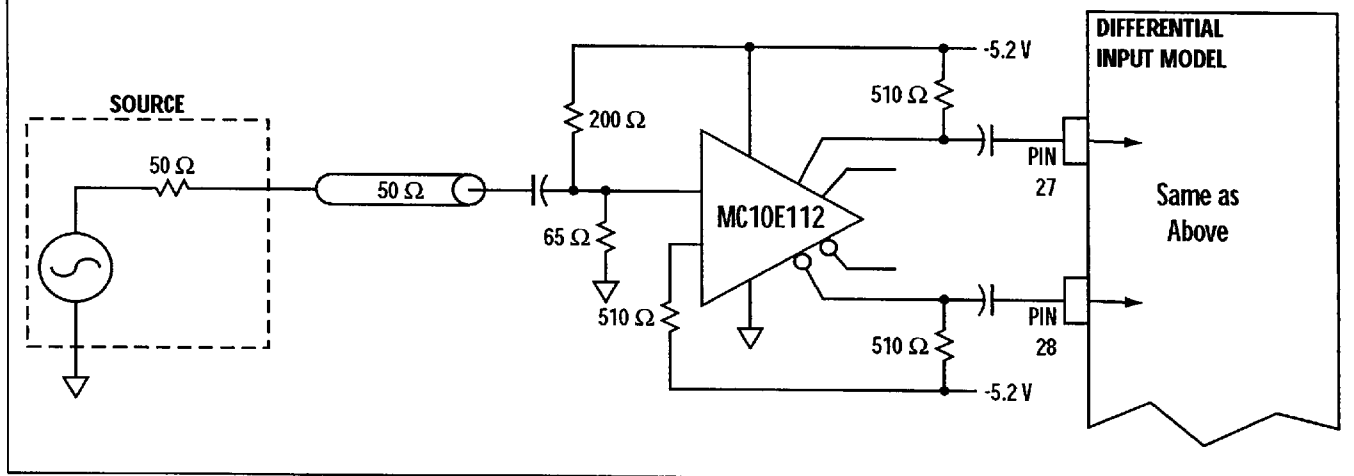 DIFFERENTIAL
INPUT MODEL
-5.2 V
510 Ω
SOURCE
200 Ω
50 Ω
50 Ω
PIN
27
MC10E112
Same as
Above
65 Ω
510 Ω
510 Ω
PIN
28
-5.2 V